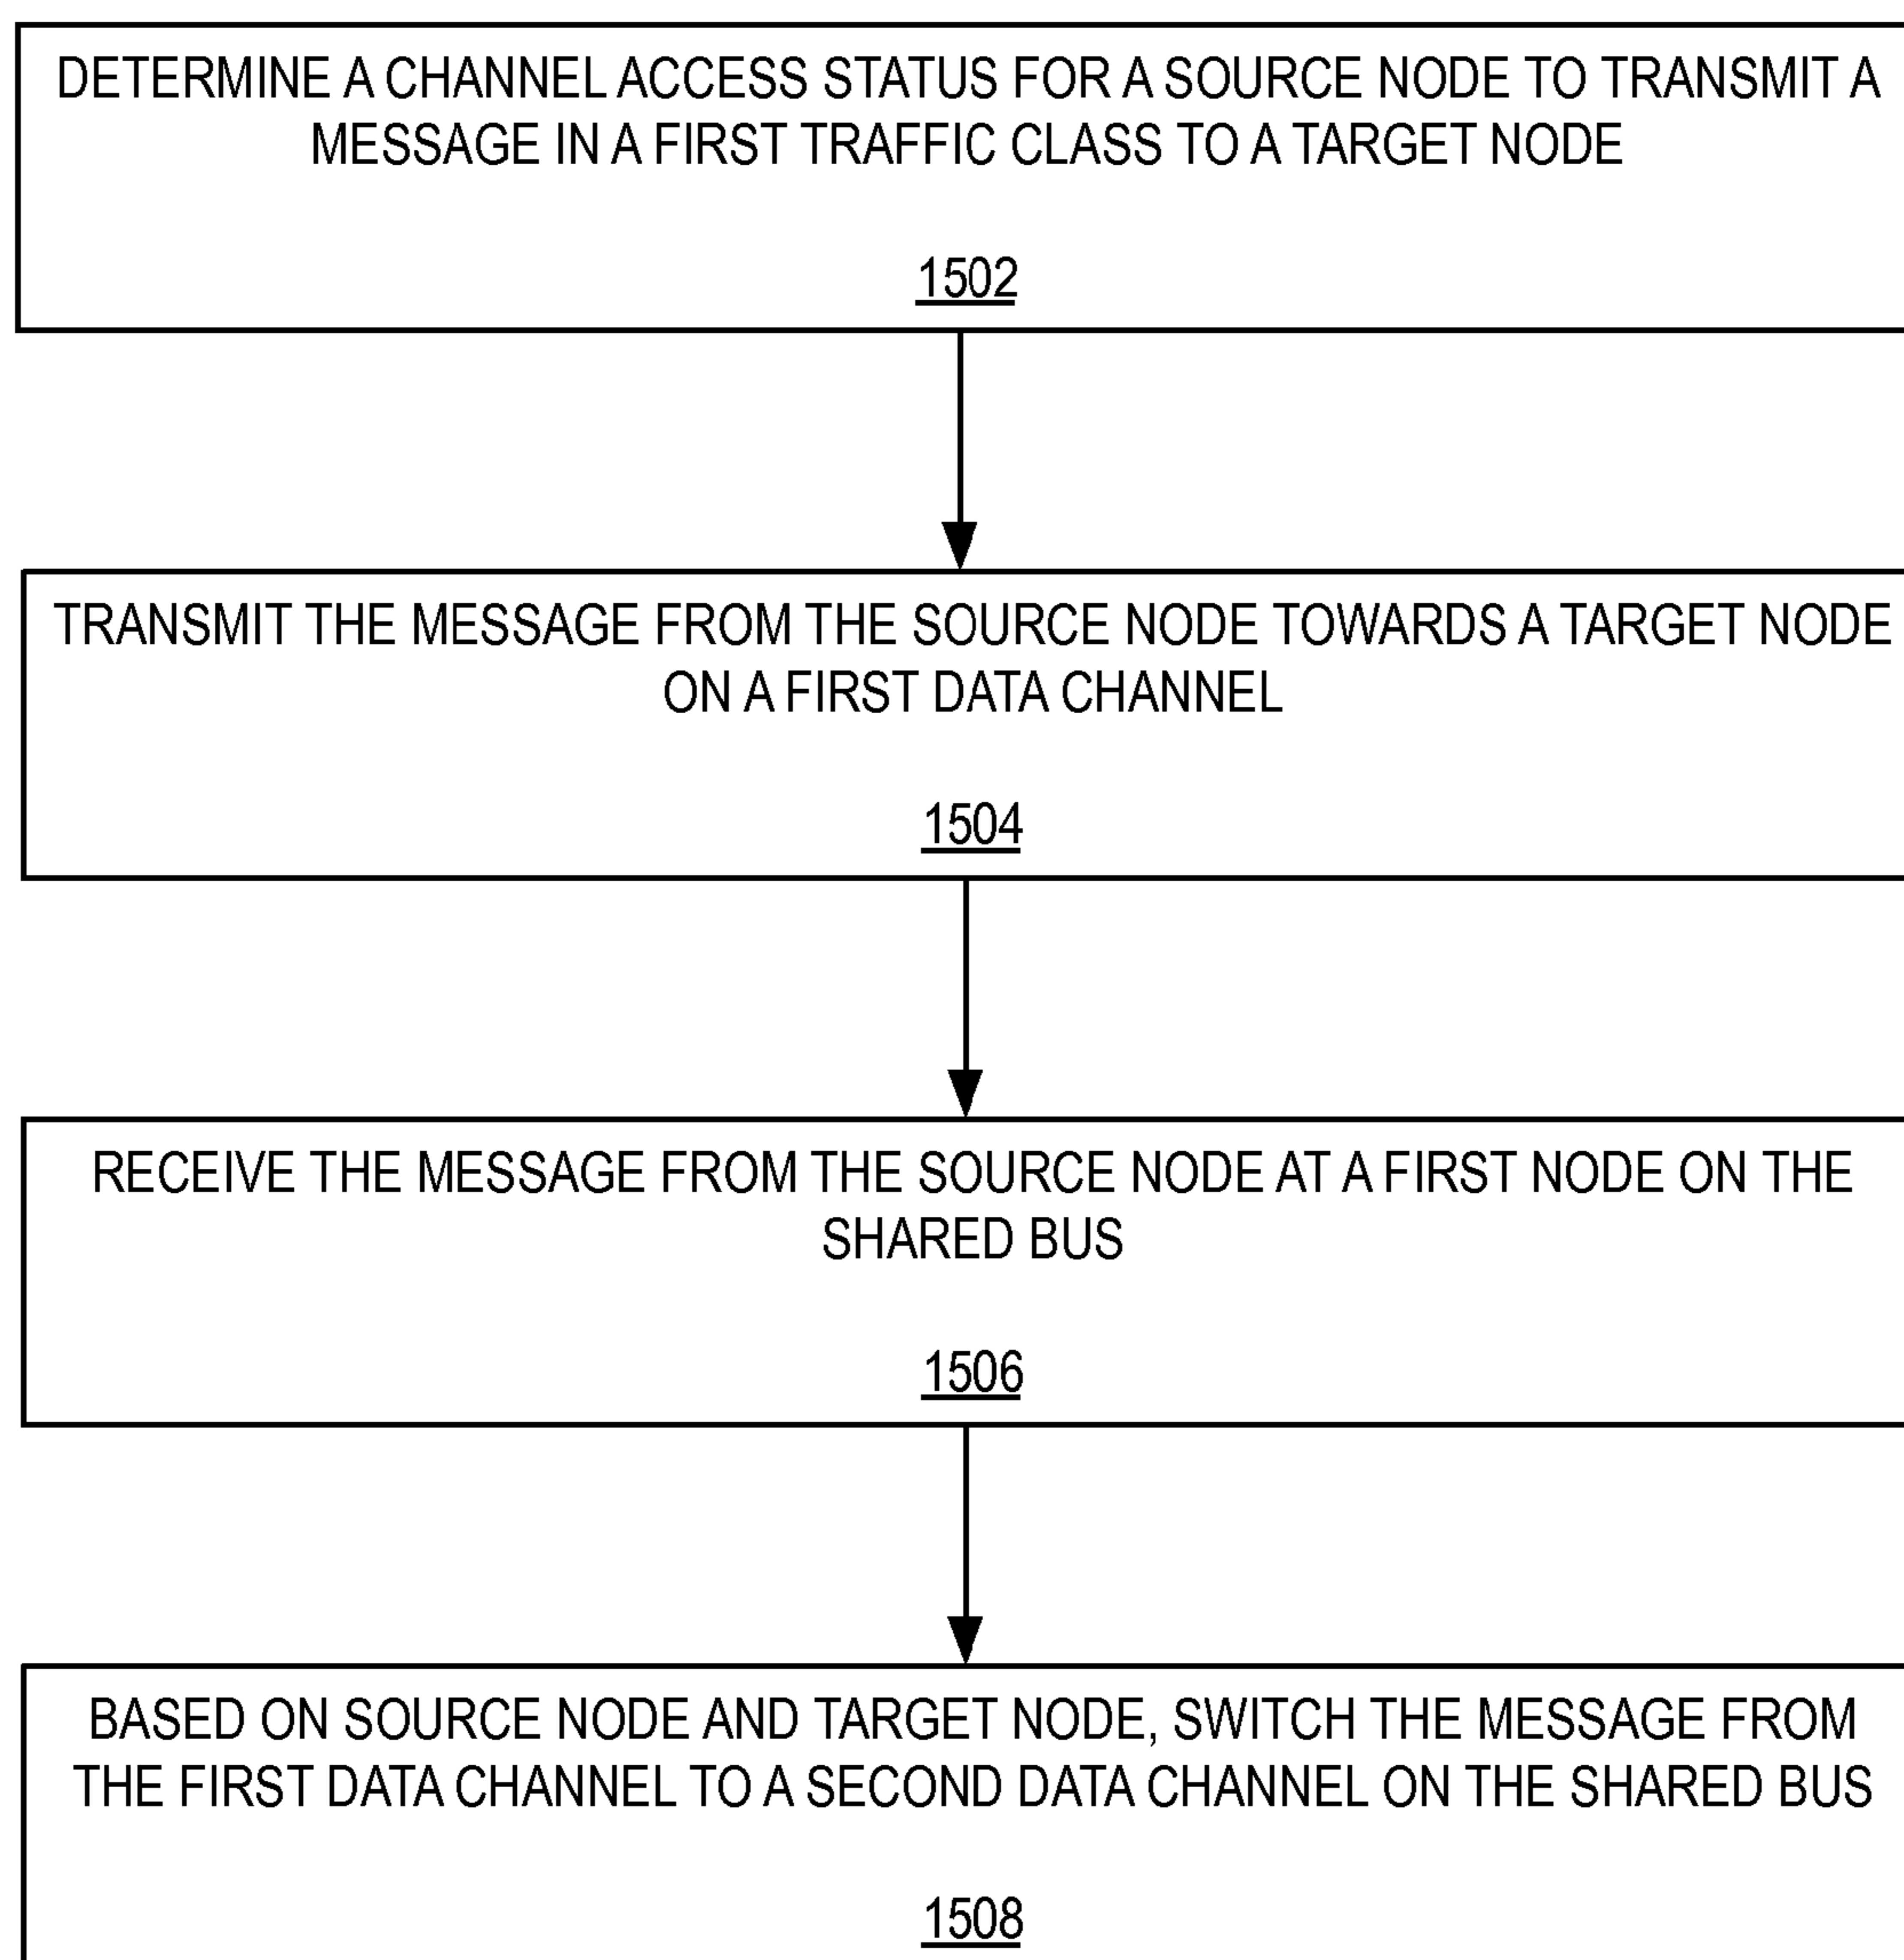 DETERMINE A CHANNEL ACCESS STATUS FOR A SOURCE NODE TO TRANSMIT A
MESSAGE IN A FIRST TRAFFIC CLASS TO A TARGET NODE
1502
TRANSMIT THE MESSAGE FROM THE SOURCE NODE TOWARDS A TARGET NODE
ON A FIRST DATA CHANNEL
1504
RECEIVE THE MESSAGE FROM THE SOURCE NODE AT A FIRST NODE ON THE
SHARED BUS
1506
BASED ON SOURCE NODE AND TARGET NODE, SWITCH THE MESSAGE FROM
THE FIRST DATA CHANNEL TO A SECOND DATA CHANNEL ON THE SHARED BUS
1508